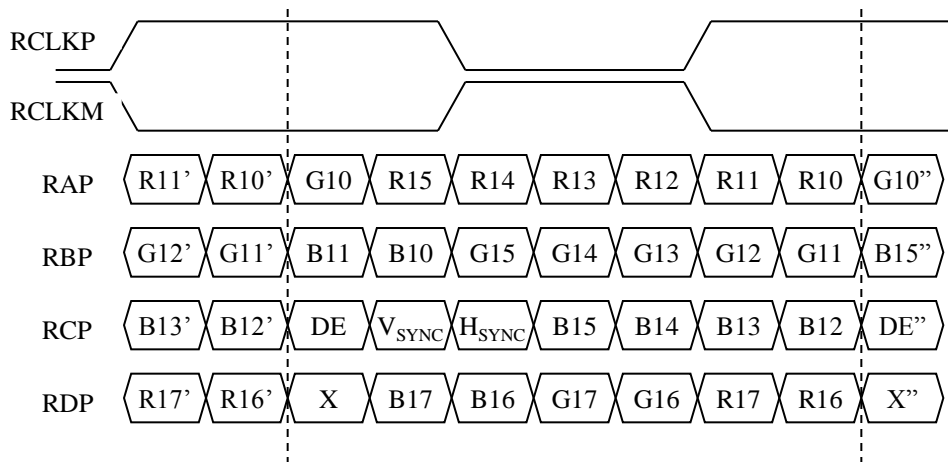 RCLKP
RCLKM
RAP R11’ R10’ G10 R15 R14 R13 R12 R11 R10 G10”
RBP G12’ G11’ B11 B10 G15 G14 G13 G12 G11 B15”
RCP B13’ B12’ DE VSYNC HSYNC B15 B14 B13 B12 DE”
RDP R17’ R16’ X B17 B16 G17 G16 R17 R16 X”